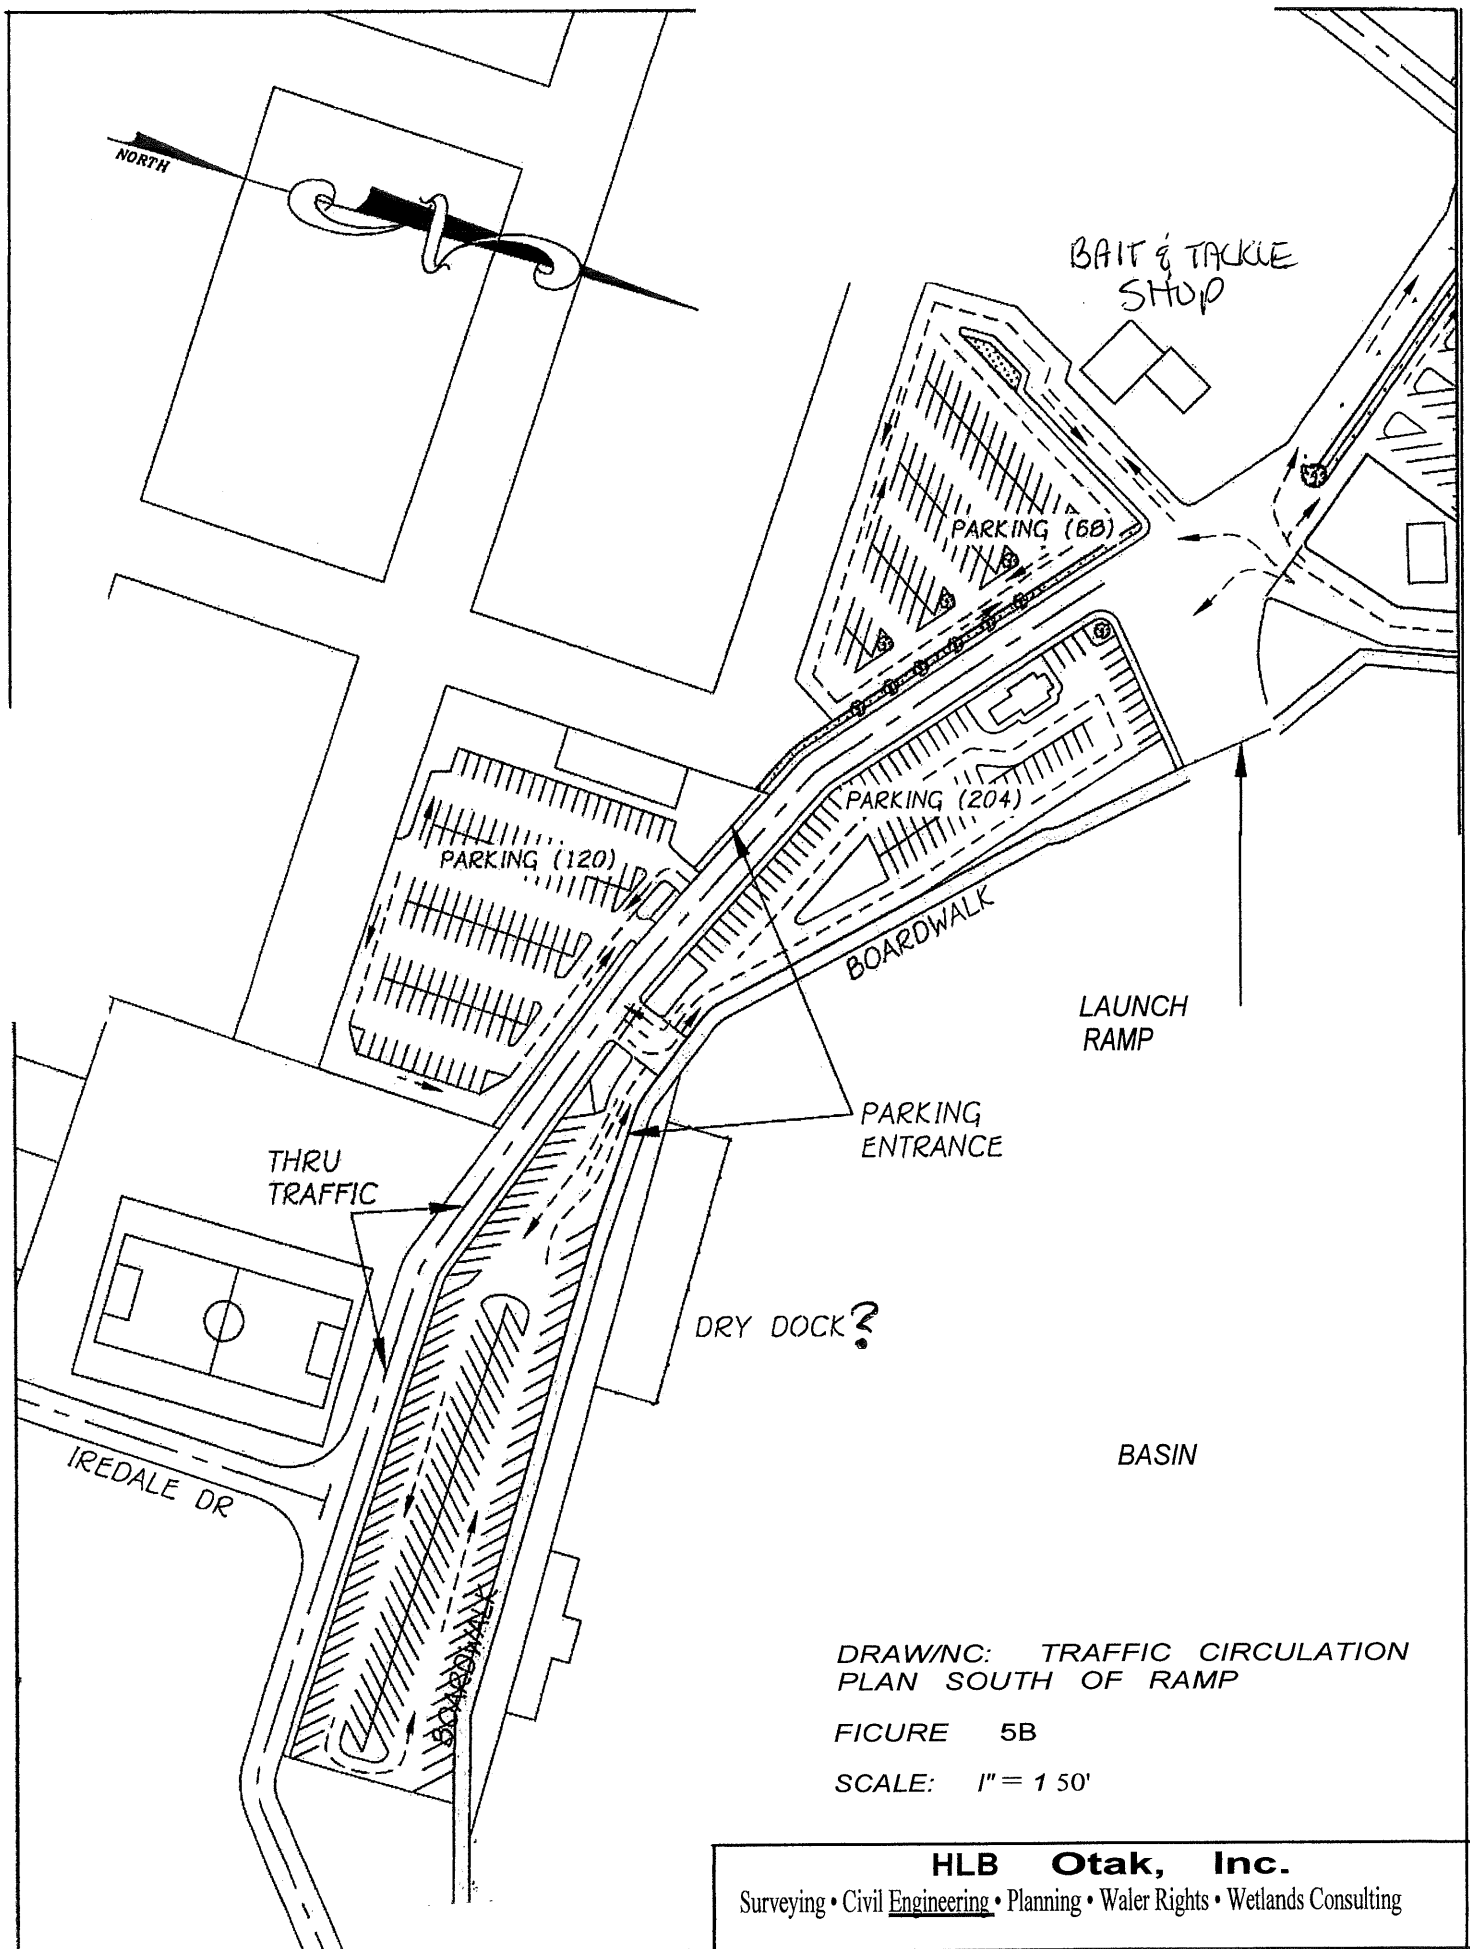 NORTH
BAIT & TACKLE
SHOP
PARKING (68)
PARKING (204)
PARKING (120)
BOARDWALK
LAUNCH
RAMP
PARKING
ENTRANCE
THRU
TRAFFIC
DRY DOCK?
BASIN
IREDALE DR
BOARDWALK
DRAW/NC: TRAFFIC CIRCULATION
PLAN SOUTH OF RAMP
FICURE 5B
SCALE: I" = 1 50'
HLB Otak, Inc.
Surveying • Civil Engineering • Planning • Waler Rights • Wetlands Consulting